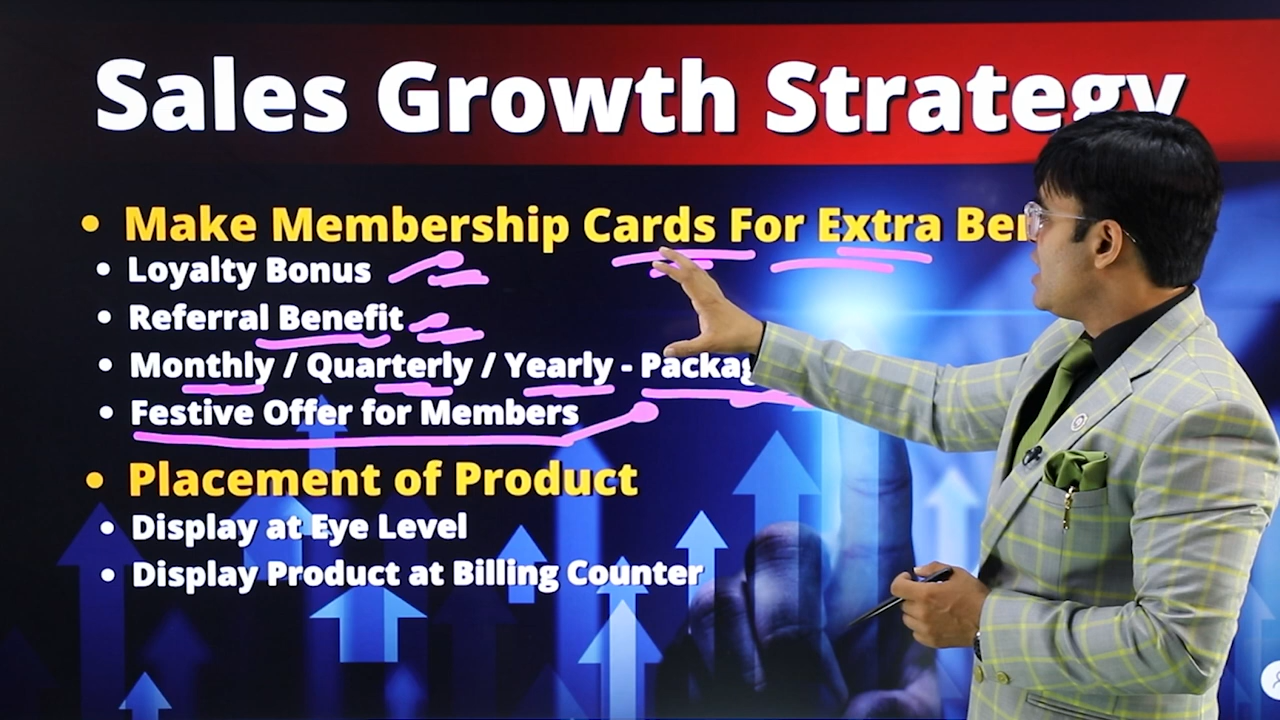 Sales Growth Strategy
• Make Membership Cards For Extra
• Loyalty Bonus
• Referral Benefit
• Monthly / Quarterly / Yearly -
• Festive Offer for Members
• Placement of Product
• Display at Eye Level
• Display Product at Billing Counter